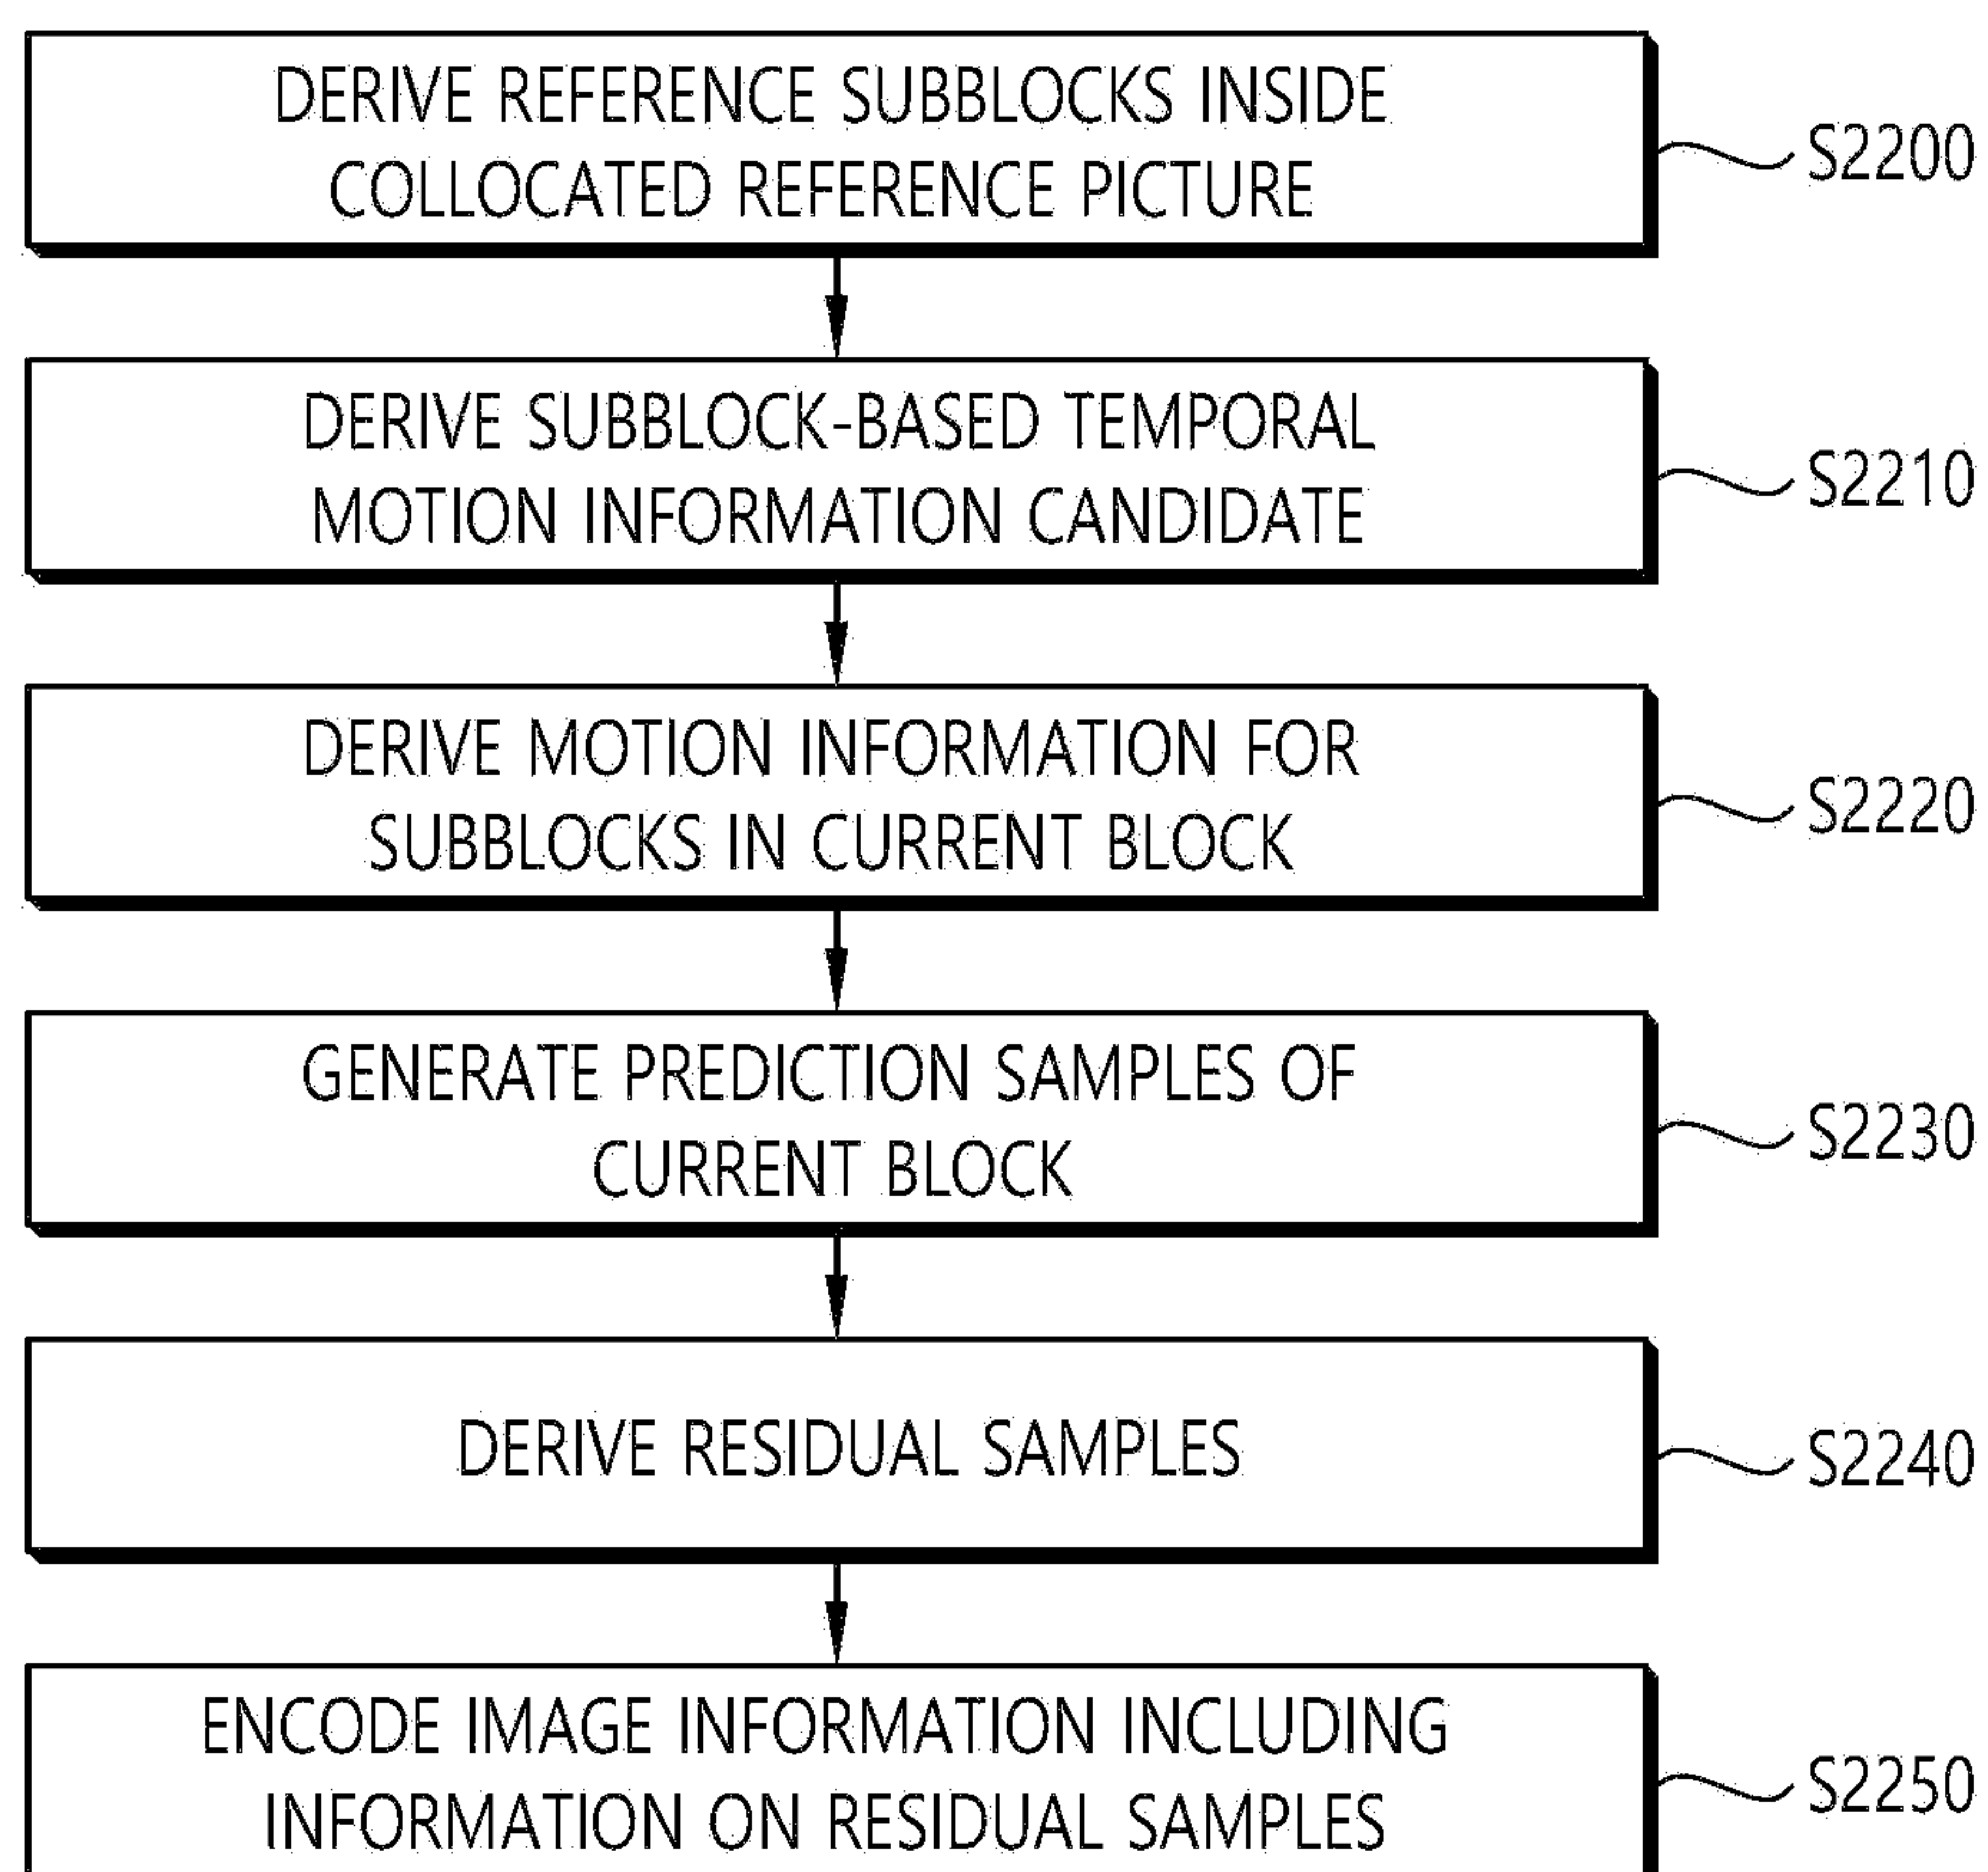 DERIVE REFERENCE SUBBLOCKS INSIDE
COLLOCATED REFERENCE PICTURE
S2200
DERIVE SUBBLOCK-BASED TEMPORAL
MOTION INFORMATION CANDIDATE
S2210
DERIVE MOTION INFORMATION FOR
SUBBLOCKS IN CURRENT BLOCK
S2220
GENERATE PREDICTION SAMPLES OF
CURRENT BLOCK
S2230
DERIVE RESIDUAL SAMPLES
S2240
ENCODE IMAGE INFORMATION INCLUDING
INFORMATION ON RESIDUAL SAMPLES
S2250